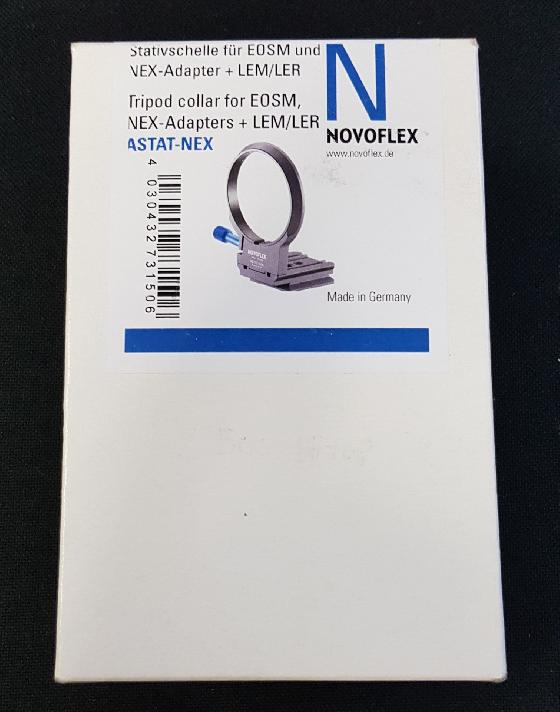 Stativschelle für EOSM und
NEX-Adapter + LEM/LER
Tripod collar for EOSM,
NEX-Adapters + LEM/LER
ASTAT-NEX
N
NOVOFLEX
www.novoflex.de
4 030432 731506
NOVOFLEX
Made in Germany